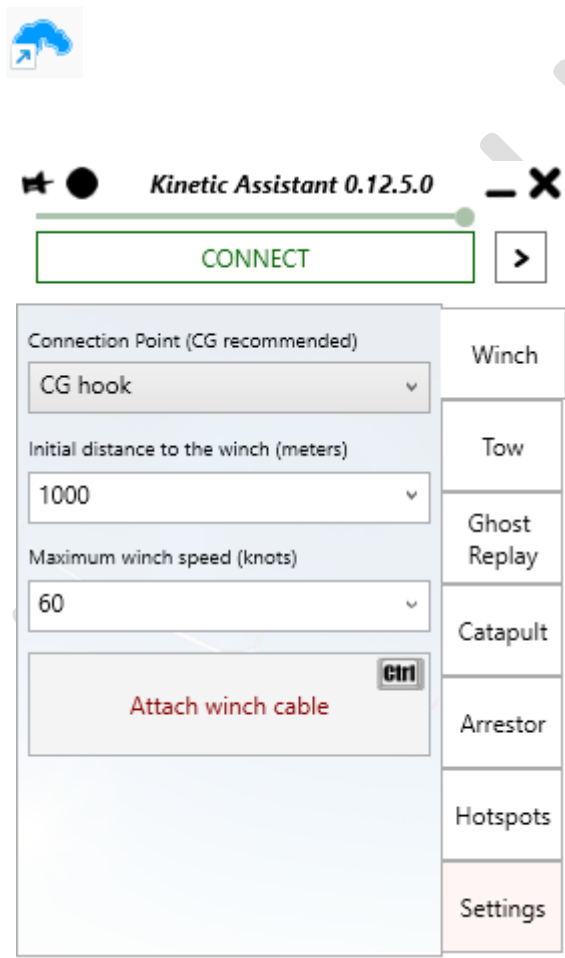 Kinetic Assistant 0.12.5.0
CONNECT
Connection Point (CG recommended)
CG hook
Initial distance to the winch (meters)
1000
Maximum winch speed (knots)
60
Ctrl
Attach winch cable
Winch
Tow
Ghost
Replay
Catapult
Arrestor
Hotspots
Settings